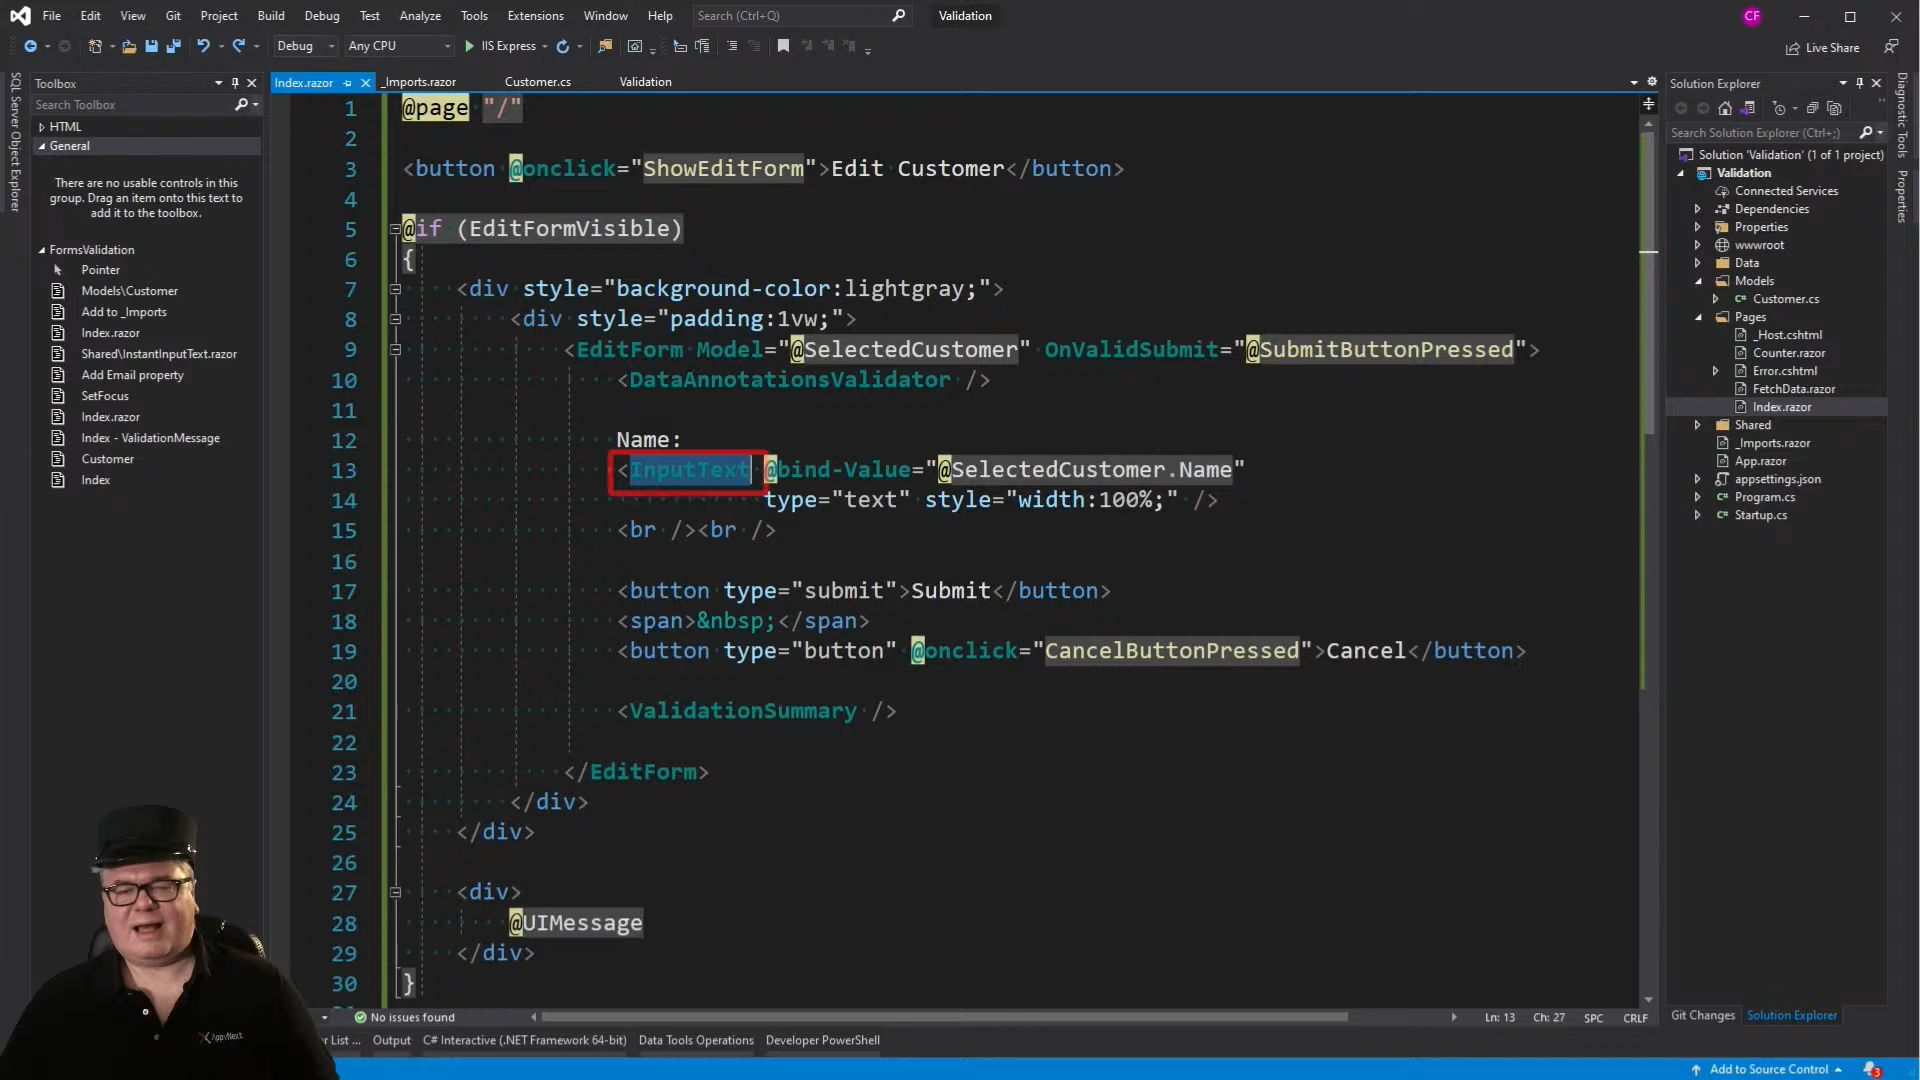 File Edit View Git Project Build Debug Test Analyze Tools Extensions Window Help Search (Ctrl+Q) Validation CF
Debug Any CPU IIS Express Live Share
SQL Server Object Explorer
Toolbox
Search Toolbox
HTML
General
There are no usable controls in this
group. Drag an item onto this text to
add it to the toolbox.
FormsValidation
Pointer
Models\Customer
Add to _Imports
Index.razor
Shared\InstantInputText.razor
Add Email property
SetFocus
Index.razor
Index - ValidationMessage
Customer
Index
Index.razor _Imports.razor Customer.cs Validation
1 @page "/"
2
3 <button @onclick="ShowEditForm">Edit Customer</button>
4
5 @if (EditFormVisible)
6 {
7 <div style="background-color:lightgray;">
8 <div style="padding:1vw;">
9 <EditForm Model="@SelectedCustomer" OnValidSubmit="@SubmitButtonPressed">
10 <DataAnnotationsValidator />
11
12 Name:
13 <InputText @bind-Value="@SelectedCustomer.Name"
14 type="text" style="width:100%;" />
15 <br /><br />
16
17 <button type="submit">Submit</button>
18 <span>&nbsp;</span>
19 <button type="button" @onclick="CancelButtonPressed">Cancel</button>
20
21 <ValidationSummary />
22
23 </EditForm>
24 </div>
25 </div>
26
27 <div>
28 @UIMessage
29 </div>
30 }
No issues found Ln: 13 Ch: 27 SPC CRLF
r List ... Output C# Interactive (.NET Framework 64-bit) Data Tools Operations Developer PowerShell
Solution Explorer
Search Solution Explorer (Ctrl+;)
Solution 'Validation' (1 of 1 project)
Validation
Connected Services
Dependencies
Properties
wwwroot
Data
Models
C# Customer.cs
Pages
_Host.cshtml
Counter.razor
Error.cshtml
FetchData.razor
Index.razor
Shared
_Imports.razor
App.razor
appsettings.json
C# Program.cs
C# Startup.cs
Git Changes Solution Explorer
Diagnostic Tools
Properties
Add to Source Control 3
AppvNext